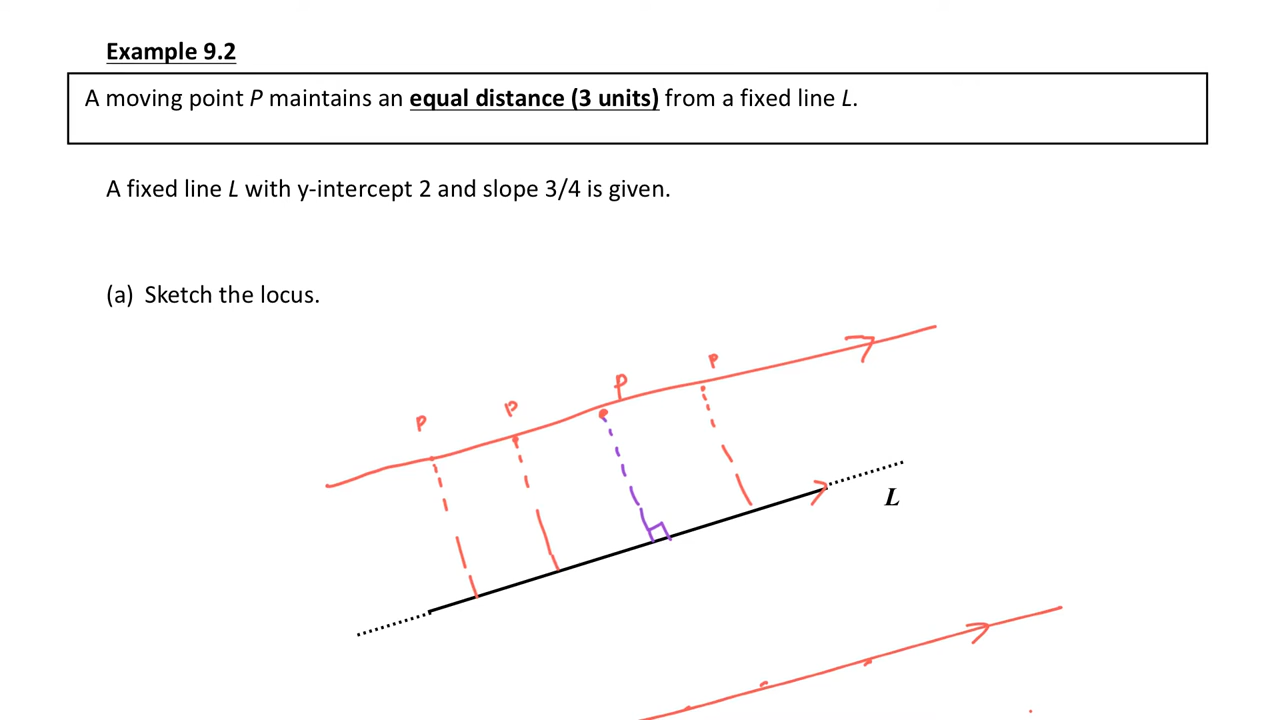 Example 9.2
A moving point P maintains an equal distance (3 units) from a fixed line L.
A fixed line L with y-intercept 2 and slope 3/4 is given.
(a) Sketch the locus.
P
P
P
P
L